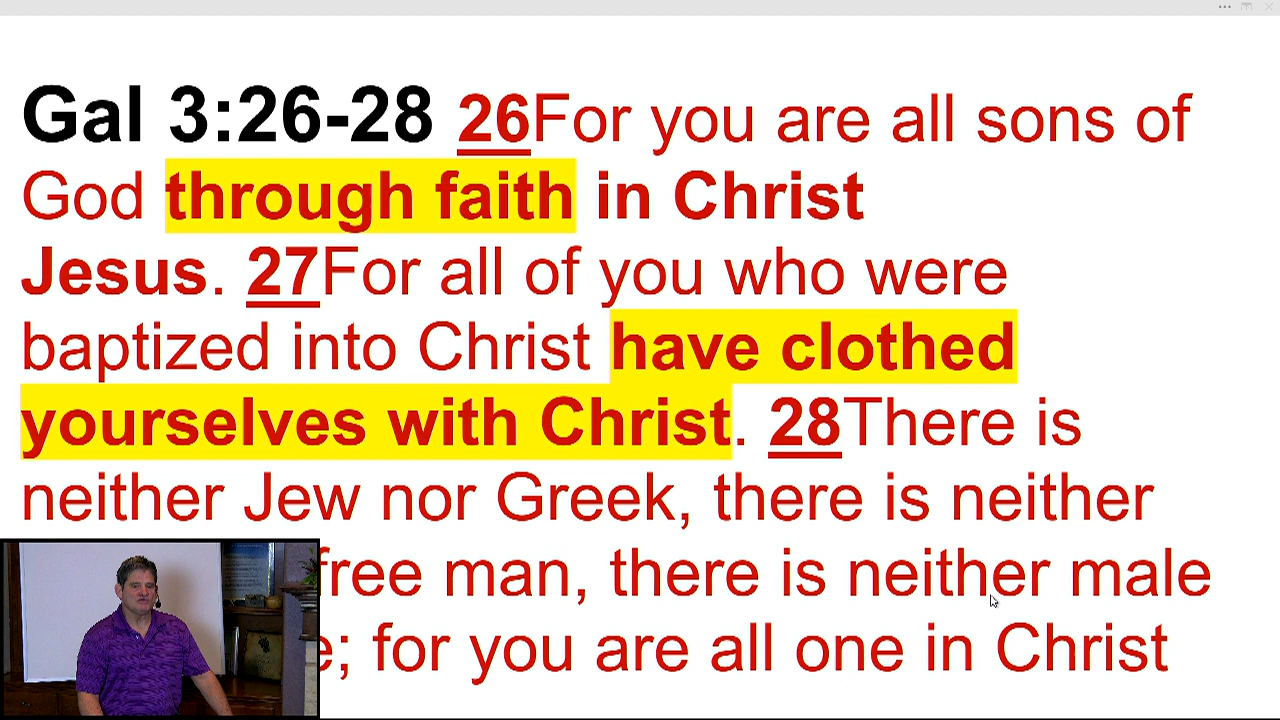 Gal 3:26-28 26For you are all sons of
God through faith in Christ
Jesus. 27For all of you who were
baptized into Christ have clothed
yourselves with Christ. 28There is
neither Jew nor Greek, there is neither
free man, there is neither male
e; for you are all one in Christ